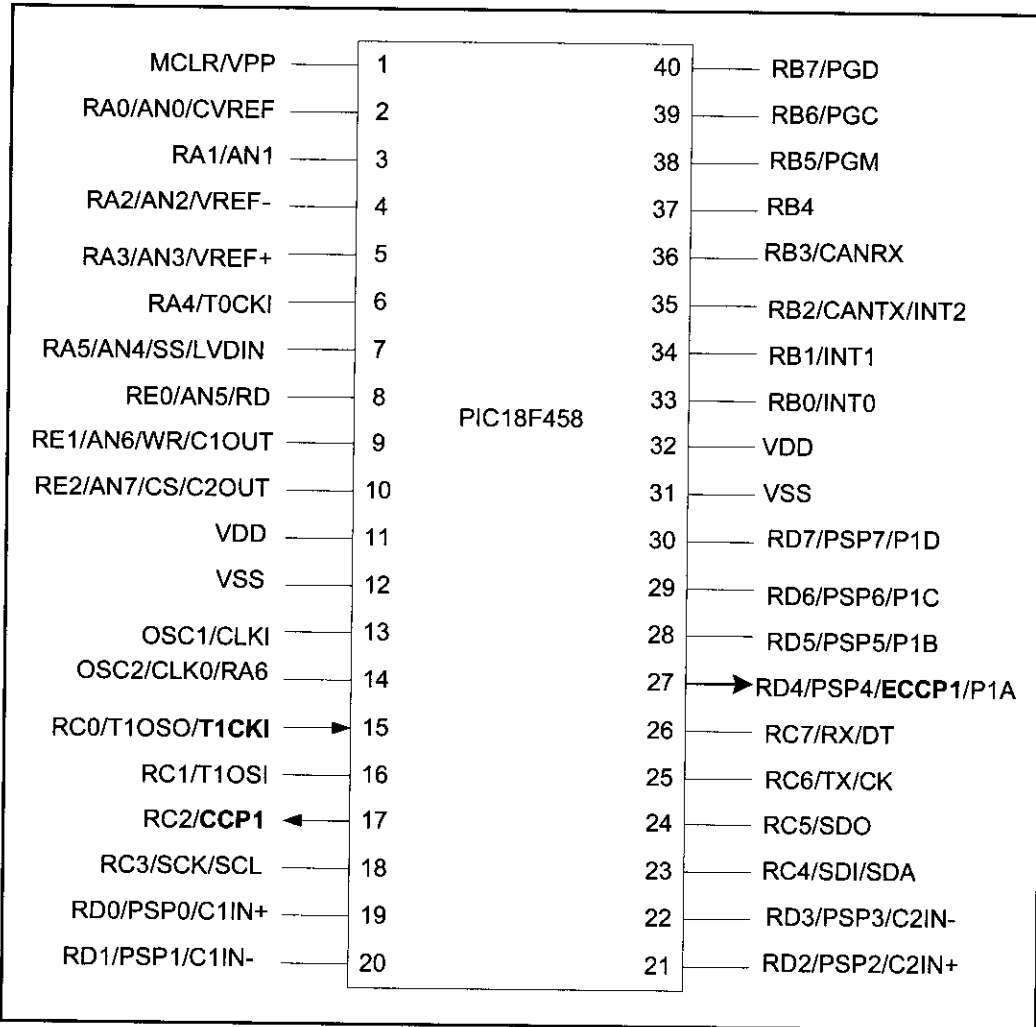 MCLR/VPP 1 40 RB7/PGD
RA0/AN0/CVREF 2 39 RB6/PGC
RA1/AN1 3 38 RB5/PGM
RA2/AN2/VREF- 4 37 RB4
RA3/AN3/VREF+ 5 36 RB3/CANRX
RA4/T0CKI 6 35 RB2/CANTX/INT2
RA5/AN4/SS/LVDIN 7 34 RB1/INT1
RE0/AN5/RD 8 33 RB0/INT0
PIC18F458
RE1/AN6/WR/C1OUT 9 32 VDD
RE2/AN7/CS/C2OUT 10 31 VSS
VDD 11 30 RD7/PSP7/P1D
VSS 12 29 RD6/PSP6/P1C
OSC1/CLKI 13 28 RD5/PSP5/P1B
OSC2/CLK0/RA6 14 27 RD4/PSP4/ECCP1/P1A
RC0/T1OSO/T1CKI 15 26 RC7/RX/DT
RC1/T1OSI 16 25 RC6/TX/CK
RC2/CCP1 17 24 RC5/SDO
RC3/SCK/SCL 18 23 RC4/SDI/SDA
RD0/PSP0/C1IN+ 19 22 RD3/PSP3/C2IN-
RD1/PSP1/C1IN- 20 21 RD2/PSP2/C2IN+